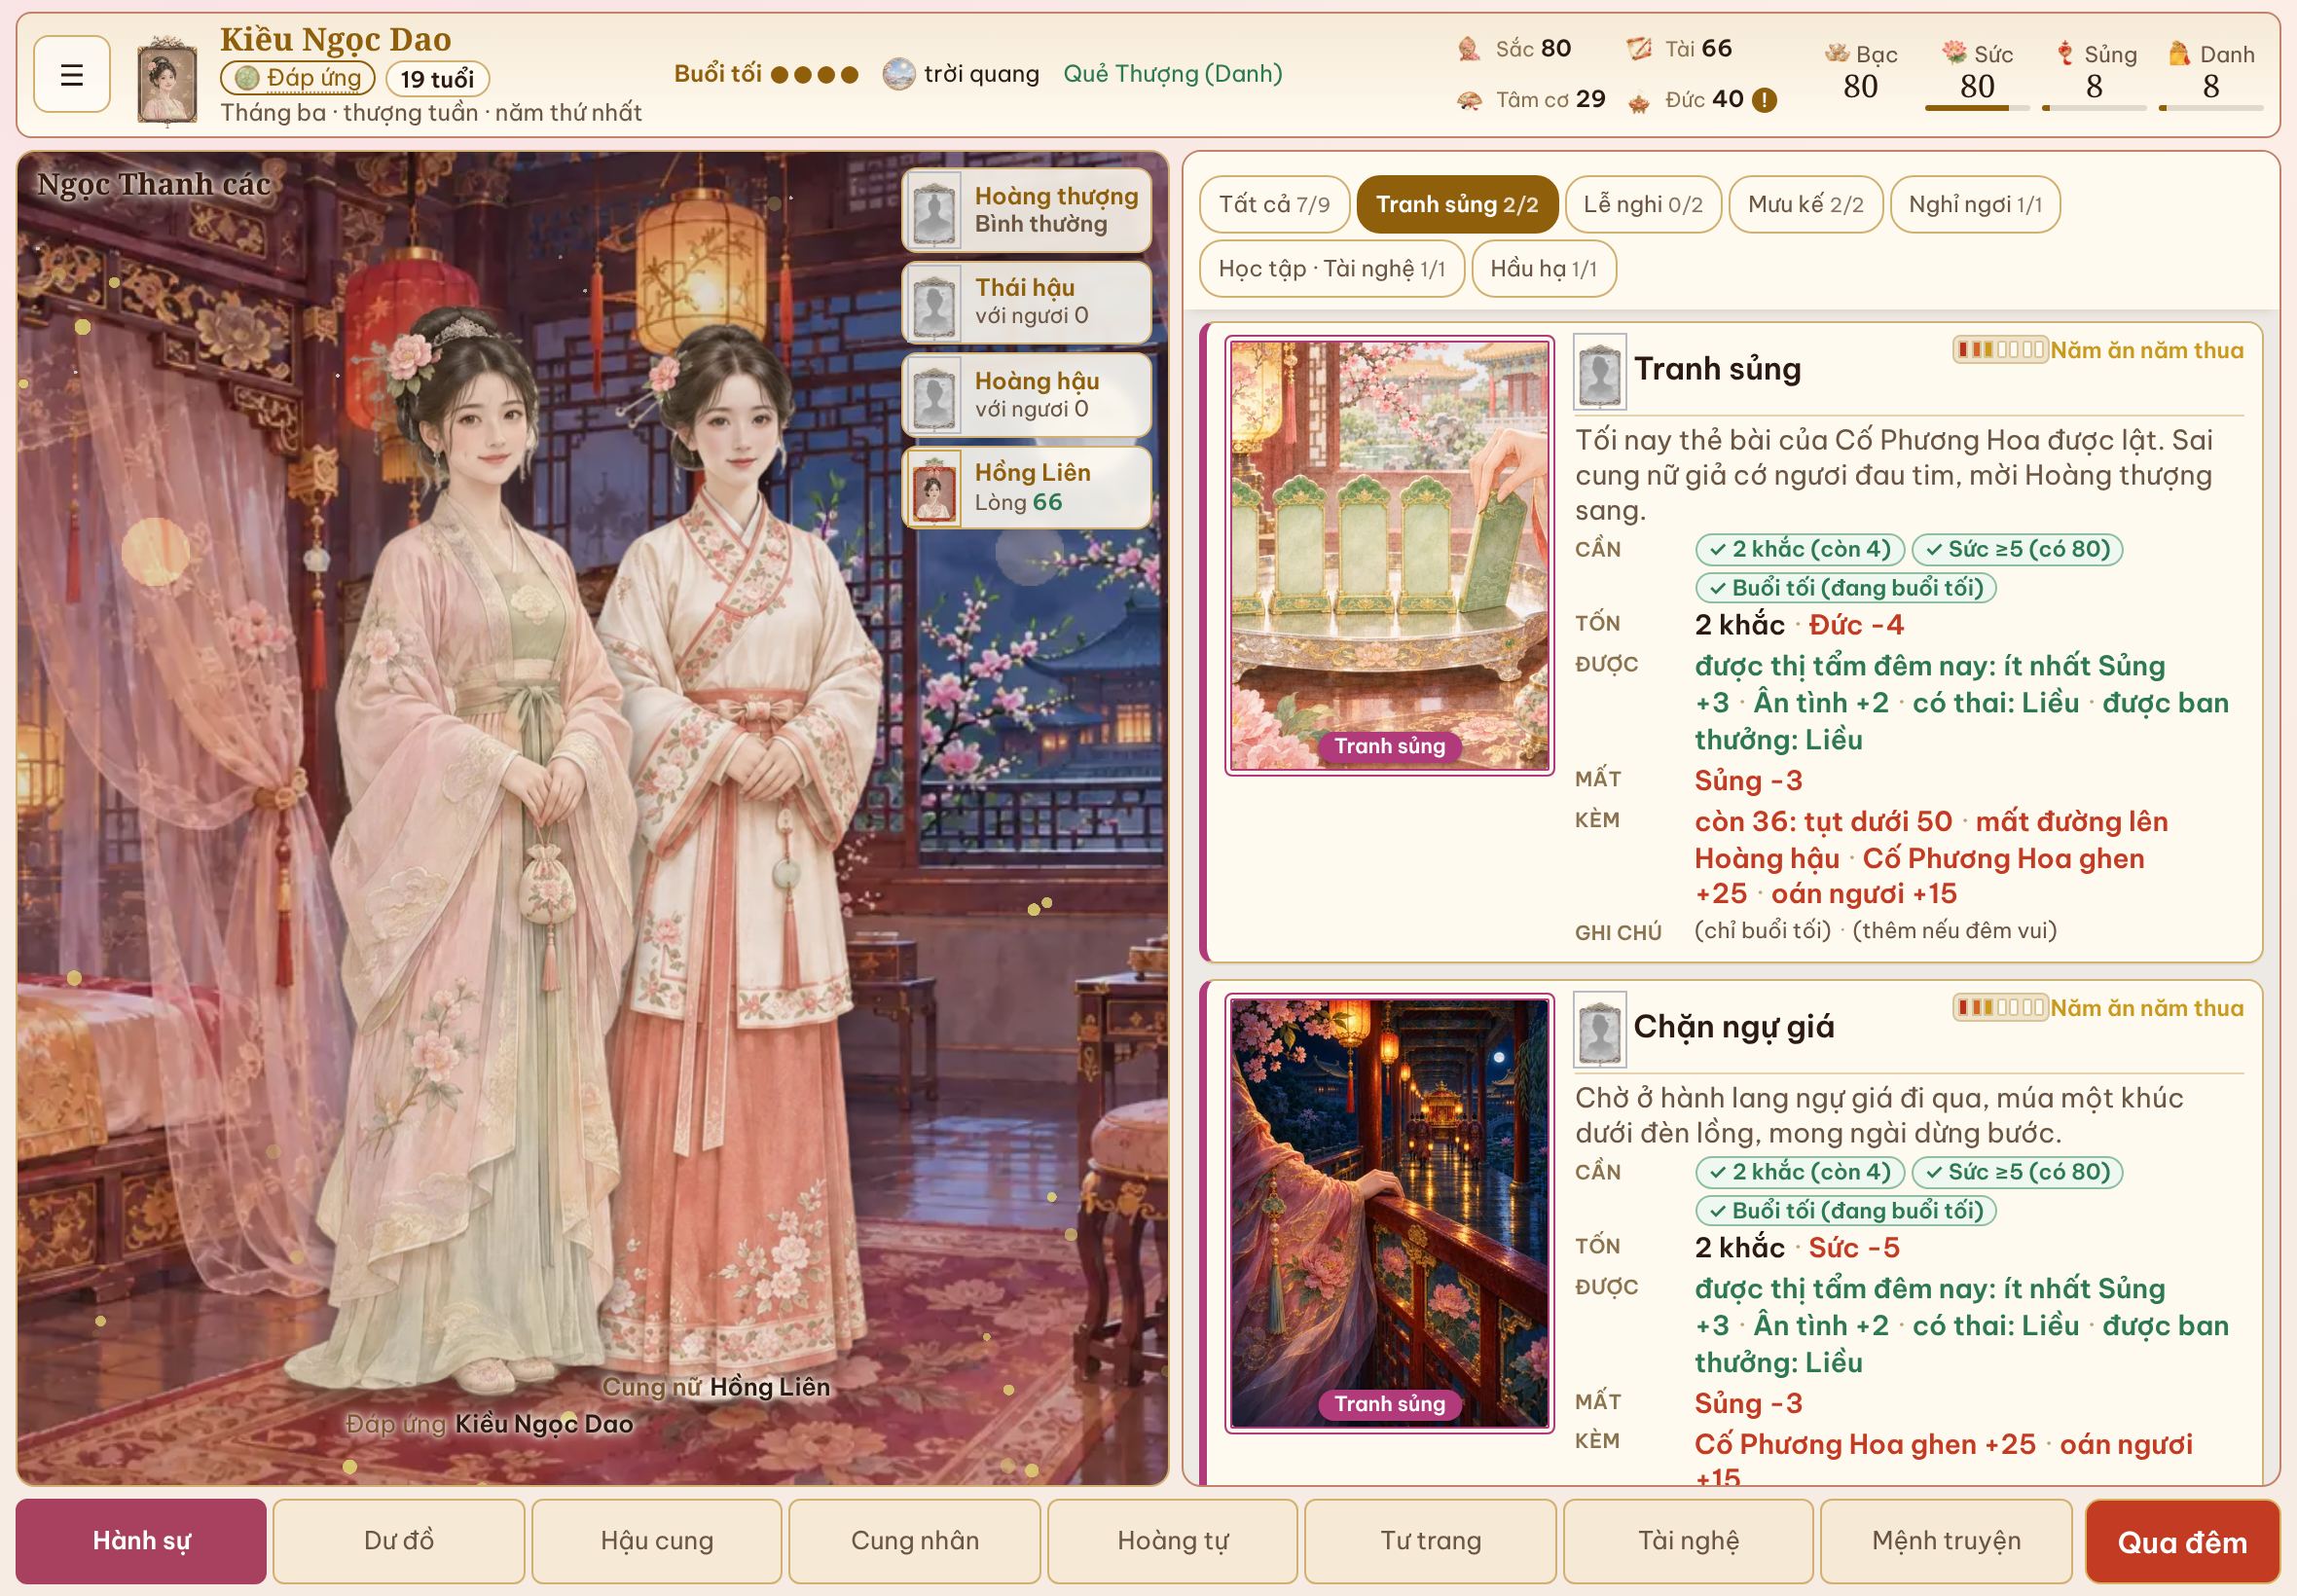 Kiều Ngọc Dao
Đáp ứng 19 tuổi
Tháng ba · thượng tuần · năm thứ nhất
Buổi tối trời quang Quẻ Thượng (Danh)
Sắc 80 Tài 66
Tâm cơ 29 Đức 40 !
Bạc 80
Sức 80
Sủng 8
Danh 8
Ngọc Thanh các
Hoàng thượng
Bình thường
Thái hậu
với ngươi 0
Hoàng hậu
với ngươi 0
Hồng Liên
Lòng 66
Cung nữ Hồng Liên
Đáp ứng Kiều Ngọc Dao
Tất cả 7/9 Tranh sủng 2/2 Lễ nghi 0/2 Mưu kế 2/2 Nghỉ ngơi 1/1
Học tập · Tài nghệ 1/1 Hầu hạ 1/1
Tranh sủng
Tranh sủng Năm ăn năm thua
Tối nay thẻ bài của Cố Phương Hoa được lật. Sai
cung nữ giả cớ ngươi đau tim, mời Hoàng thượng
sang.
CẦN ✓ 2 khắc (còn 4) ✓ Sức ≥5 (có 80)
✓ Buổi tối (đang buổi tối)
TỐN 2 khắc · Đức -4
ĐƯỢC được thị tẩm đêm nay: ít nhất Sủng
+3 · Ân tình +2 · có thai: Liều · được ban
thưởng: Liều
MẤT Sủng -3
KÈM còn 36: tụt dưới 50 · mất đường lên
Hoàng hậu · Cố Phương Hoa ghen
+25 · oán ngươi +15
GHI CHÚ (chỉ buổi tối) · (thêm nếu đêm vui)
Tranh sủng
Chặn ngự giá Năm ăn năm thua
Chờ ở hành lang ngự giá đi qua, múa một khúc
dưới đèn lồng, mong ngài dừng bước.
CẦN ✓ 2 khắc (còn 4) ✓ Sức ≥5 (có 80)
✓ Buổi tối (đang buổi tối)
TỐN 2 khắc · Sức -5
ĐƯỢC được thị tẩm đêm nay: ít nhất Sủng
+3 · Ân tình +2 · có thai: Liều · được ban
thưởng: Liều
MẤT Sủng -3
KÈM Cố Phương Hoa ghen +25 · oán ngươi
+15
Hành sự Dư đồ Hậu cung Cung nhân Hoàng tự Tư trang Tài nghệ Mệnh truyện Qua đêm